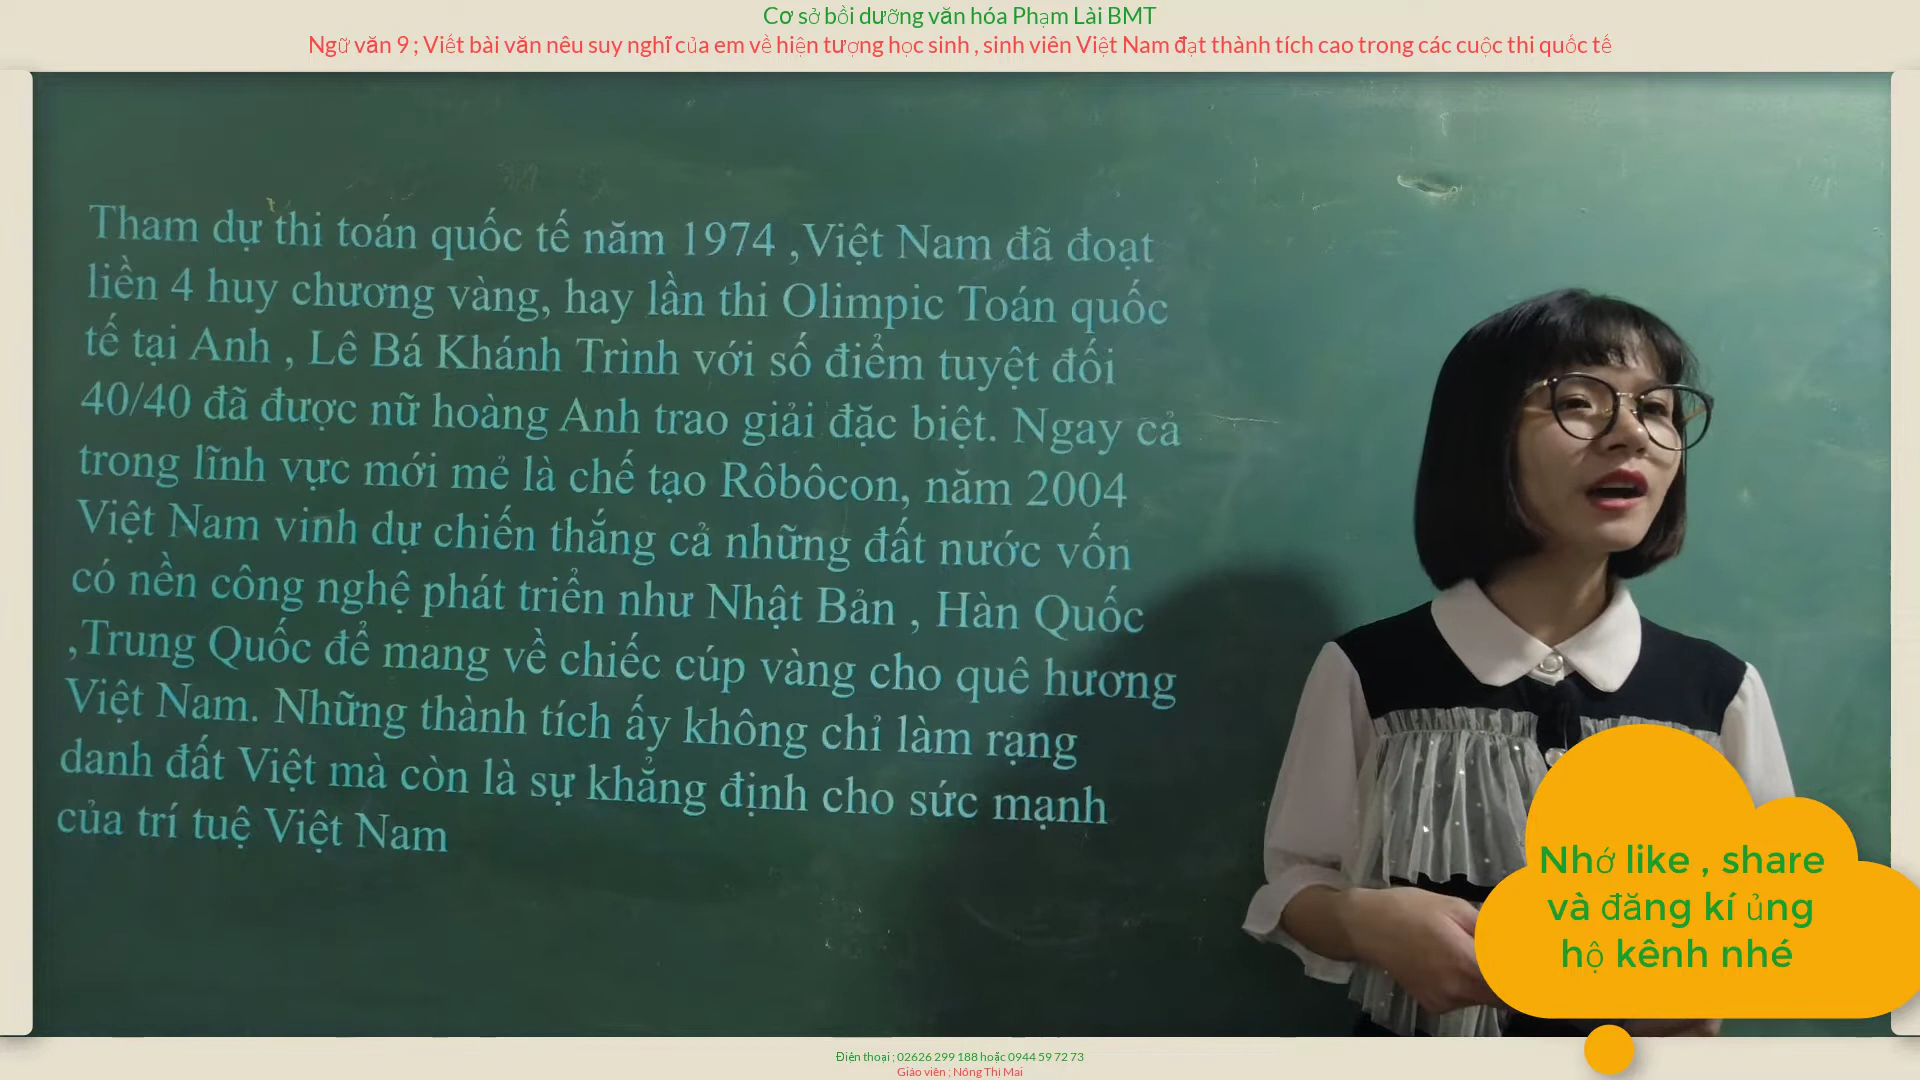 Cơ sở bồi dưỡng văn hóa Phạm Lài BMT
Ngữ văn 9 ; Viết bài văn nêu suy nghĩ của em về hiện tượng học sinh , sinh viên Việt Nam đạt thành tích cao trong các cuộc thi quốc tế
Tham dự thi toán quốc tế năm 1974 ,Việt Nam đã đoạt
liền 4 huy chương vàng, hay lần thi Olimpic Toán quốc
tế tại Anh , Lê Bá Khánh Trình với số điểm tuyệt đối
40/40 đã được nữ hoàng Anh trao giải đặc biệt. Ngay cả
trong lĩnh vực mới mẻ là chế tạo Rôbôcon, năm 2004
Việt Nam vinh dự chiến thắng cả những đất nước vốn
có nền công nghệ phát triển như Nhật Bản , Hàn Quốc
,Trung Quốc để mang về chiếc cúp vàng cho quê hương
Việt Nam. Những thành tích ấy không chỉ làm rạng
danh đất Việt mà còn là sự khẳng định cho sức mạnh
của trí tuệ Việt Nam
Nhớ like , share
và đăng kí ủng
hộ kênh nhé
Điện thoại ; 02626 299 188 hoặc 0944 59 72 73
Giáo viên ; Nông Thị Mai